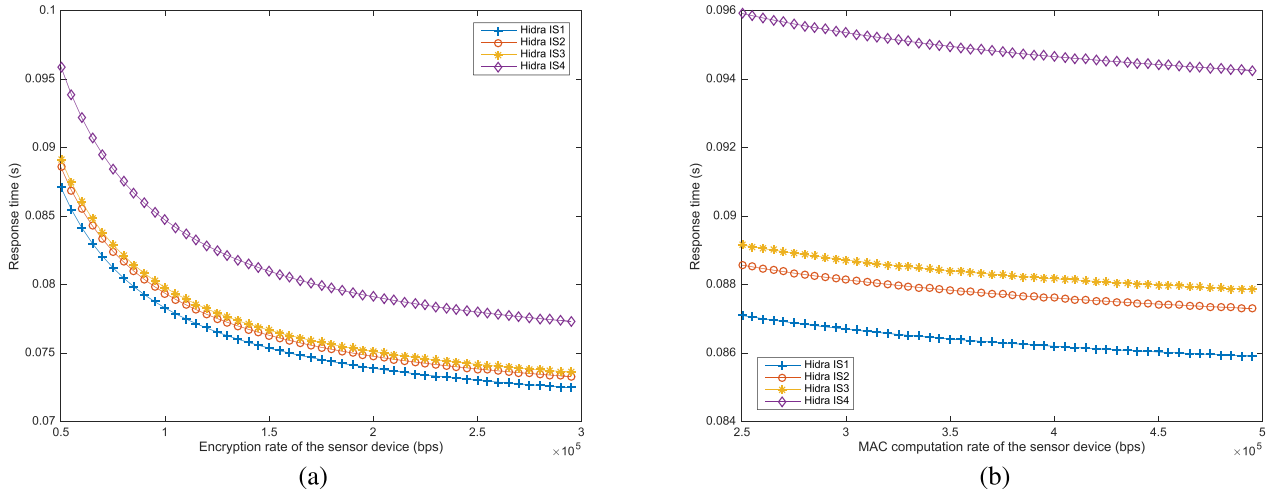 0.1
0.095
0.09
0.085
0.08
0.075
0.07
Response time (s)
Hidra IS1
Hidra IS2
Hidra IS3
Hidra IS4
0.5 1 1.5 2 2.5 3
×10^5
Encryption rate of the sensor device (bps)
(a)
0.096
0.094
0.092
0.09
0.088
0.086
0.084
Response time (s)
Hidra IS1
Hidra IS2
Hidra IS3
Hidra IS4
2.5 3 3.5 4 4.5 5
×10^5
MAC computation rate of the sensor device (bps)
(b)